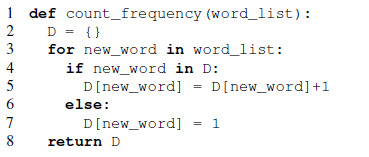 1 def count_frequency(word_list):
2   D = {}
3   for new_word in word_list:
4     if new_word in D:
5       D[new_word] = D[new_word]+1
6     else:
7       D[new_word] = 1
8   return D